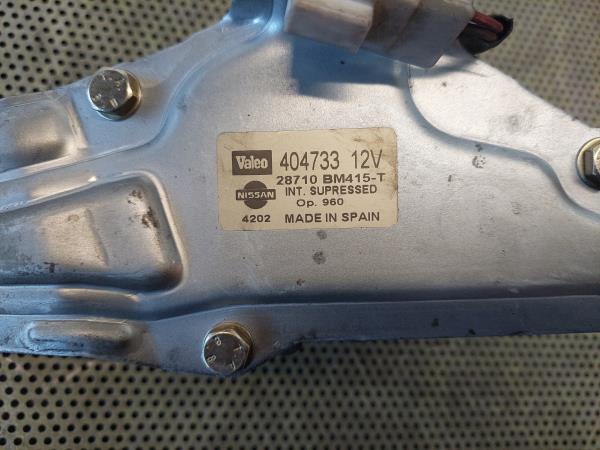 Valeo 404733 12V
28710 BM415-T
NISSAN INT. SUPRESSED
Op. 960
4202 MADE IN SPAIN